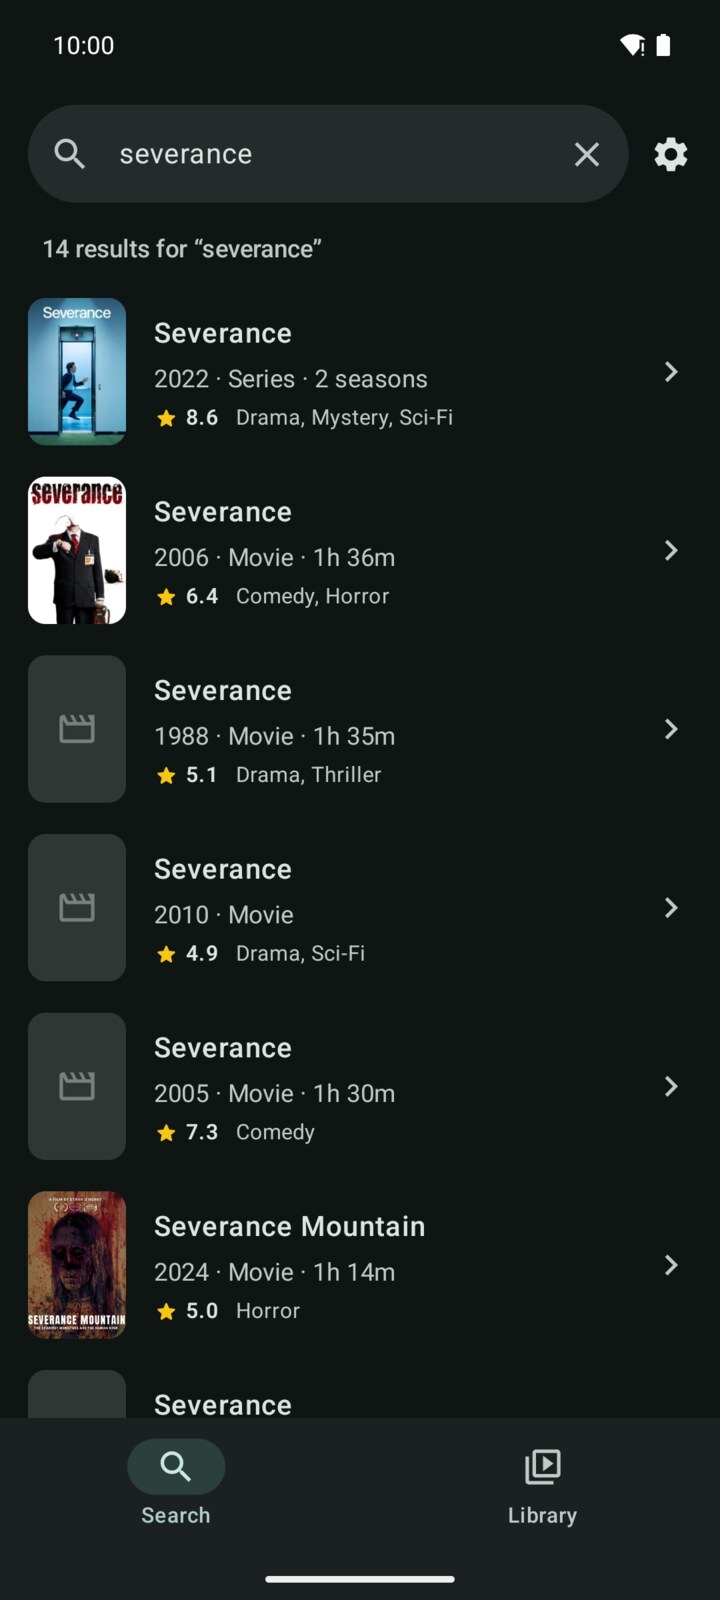 10:00
severance
14 results for “severance”
Severance
Severance
2022 · Series · 2 seasons
8.6 Drama, Mystery, Sci-Fi
severance
Severance
2006 · Movie · 1h 36m
6.4 Comedy, Horror
Severance
1988 · Movie · 1h 35m
5.1 Drama, Thriller
Severance
2010 · Movie
4.9 Drama, Sci-Fi
Severance
2005 · Movie · 1h 30m
7.3 Comedy
SEVERANCE MOUNTAIN
Severance Mountain
2024 · Movie · 1h 14m
5.0 Horror
Severance
Search
Library